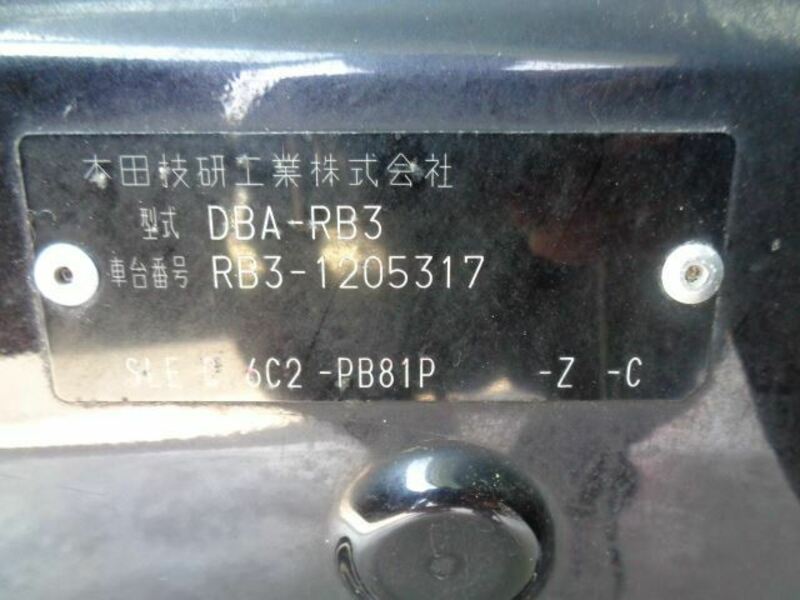 本田技研工業株式会社
型式 DBA-RB3
車台番号 RB3-1205317
SLE 6C2 -PB81P -Z -C